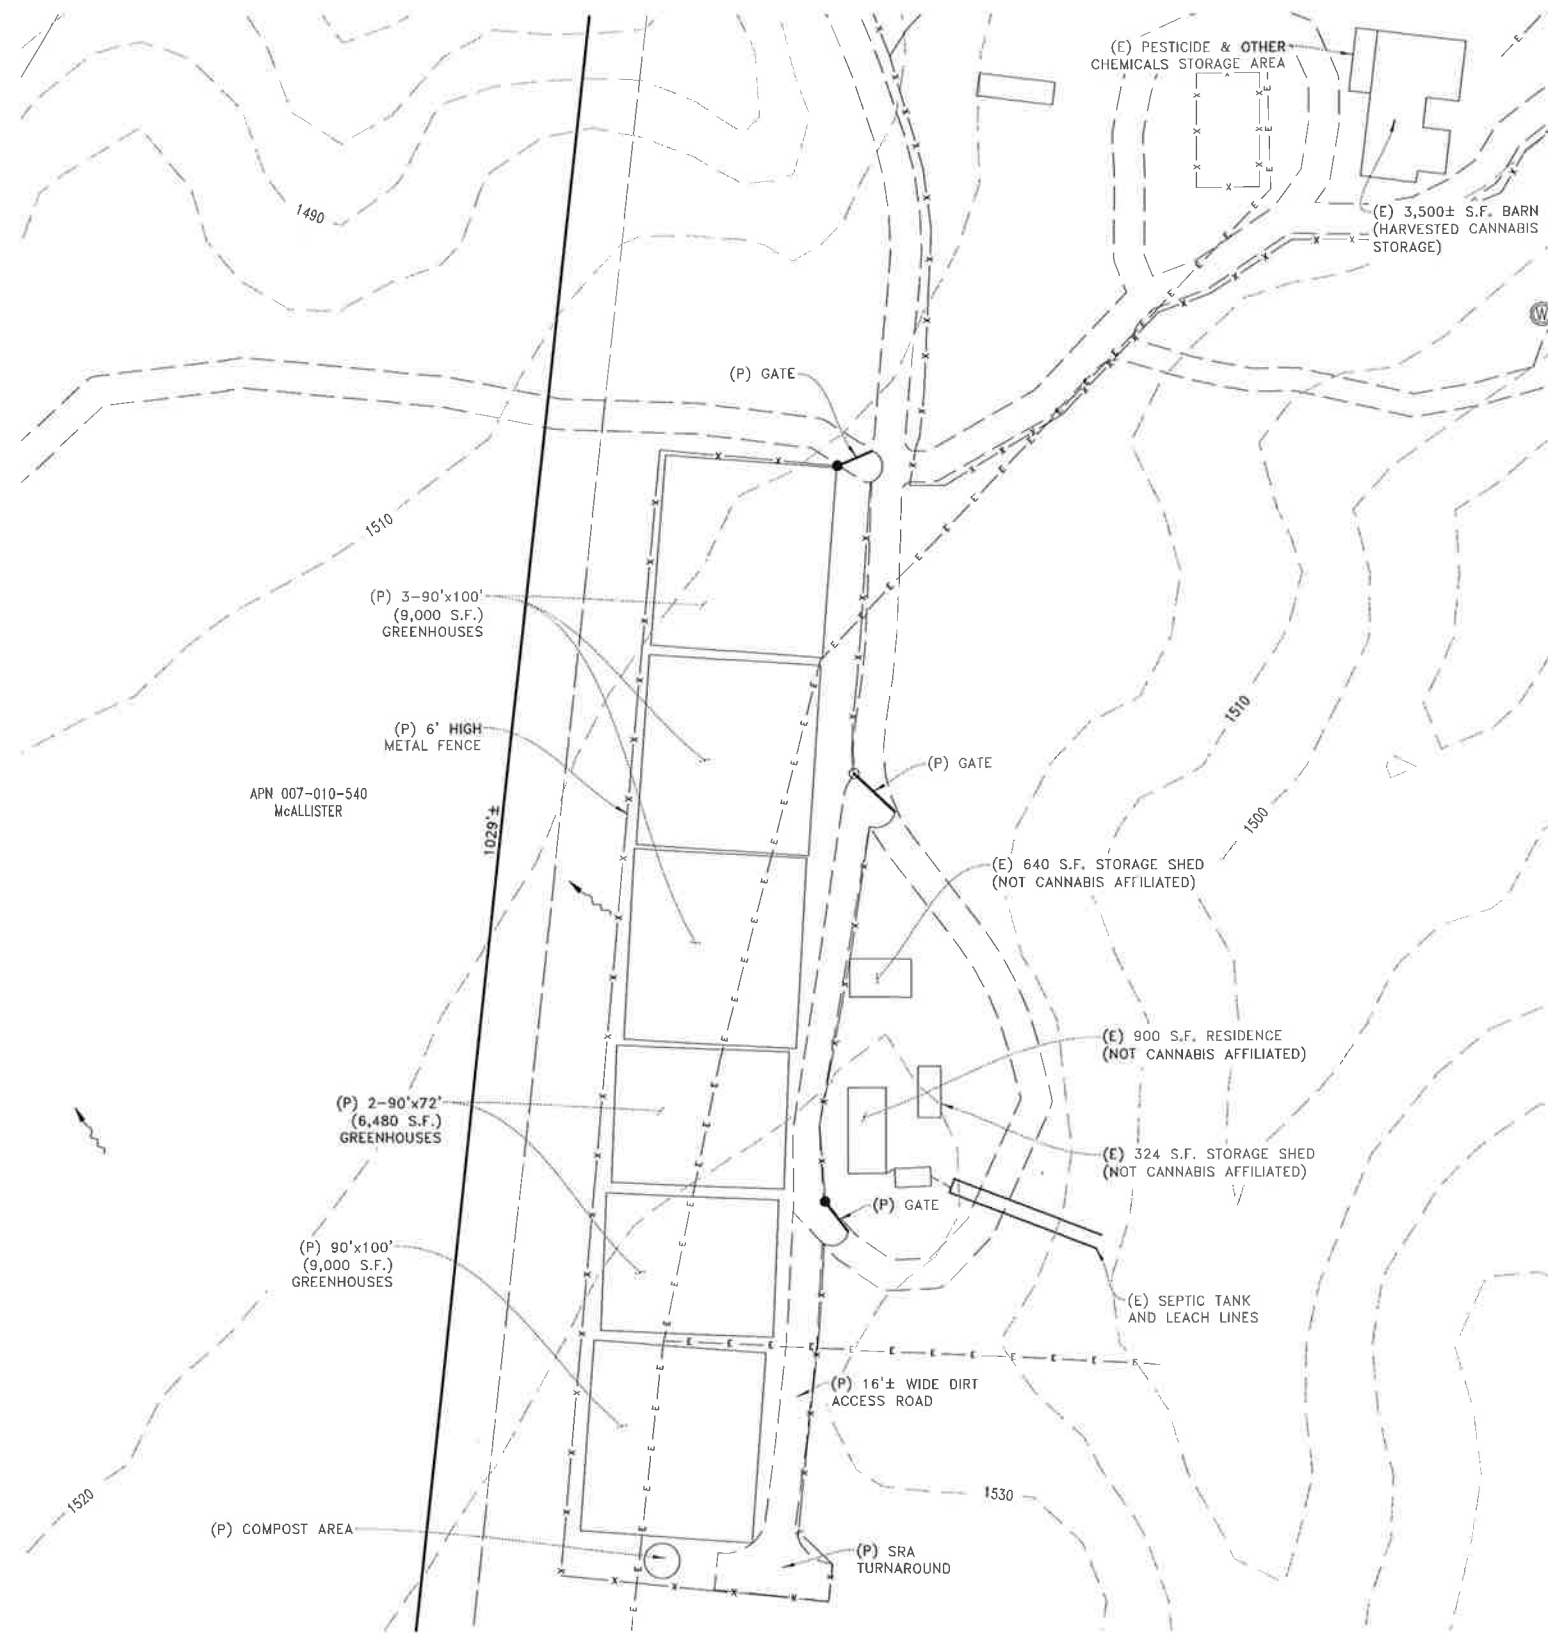 (E) PESTICIDE & OTHER
CHEMICALS STORAGE AREA
1490
(E) 3,500± S.F. BARN
(HARVESTED CANNABIS
STORAGE)
W
(P) GATE
1510
(P) 3-90'x100'
(9,000 S.F.)
GREENHOUSES
(P) 6' HIGH
METAL FENCE
1510
(P) GATE
APN 007-010-540
McALLISTER
1029'±
1500
(E) 640 S.F. STORAGE SHED
(NOT CANNABIS AFFILIATED)
(E) 900 S.F. RESIDENCE
(NOT CANNABIS AFFILIATED)
(P) 2-90'x72'
(6,480 S.F.)
GREENHOUSES
(E) 324 S.F. STORAGE SHED
(NOT CANNABIS AFFILIATED)
(P) GATE
(P) 90'x100'
(9,000 S.F.)
GREENHOUSES
(E) SEPTIC TANK
AND LEACH LINES
(P) 16'± WIDE DIRT
ACCESS ROAD
1520
1530
(P) COMPOST AREA
(P) SRA
TURNAROUND